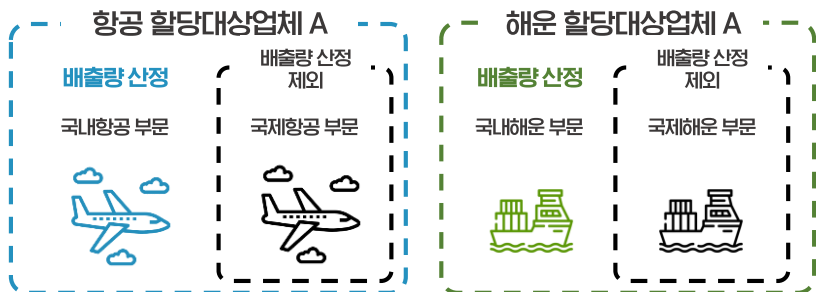 항공 할당대상업체 A
배출량 산정
배출량 산정
제외
국내항공 부문
국제항공 부문
해운 할당대상업체 A
배출량 산정
배출량 산정
제외
국내해운 부문
국제해운 부문